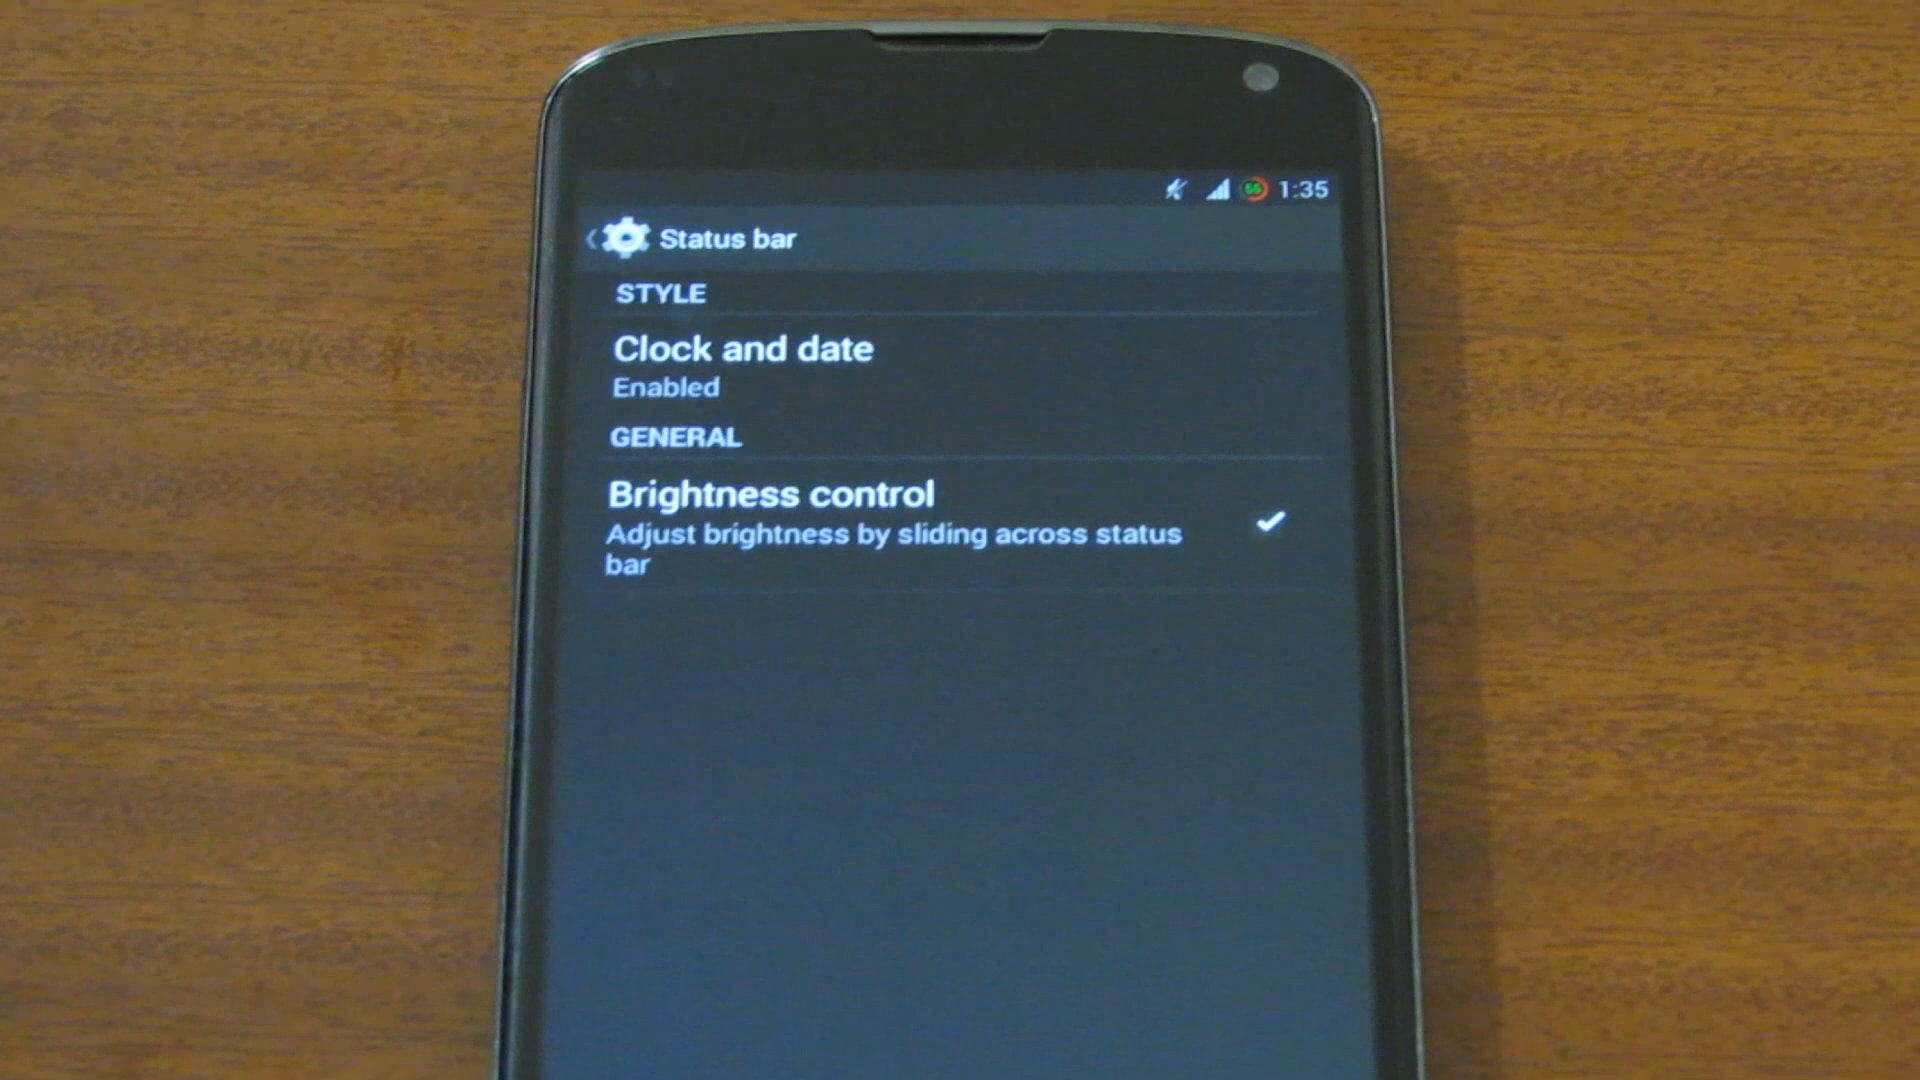 55 1:35
Status bar
STYLE
Clock and date
Enabled
GENERAL
Brightness control
Adjust brightness by sliding across status
bar